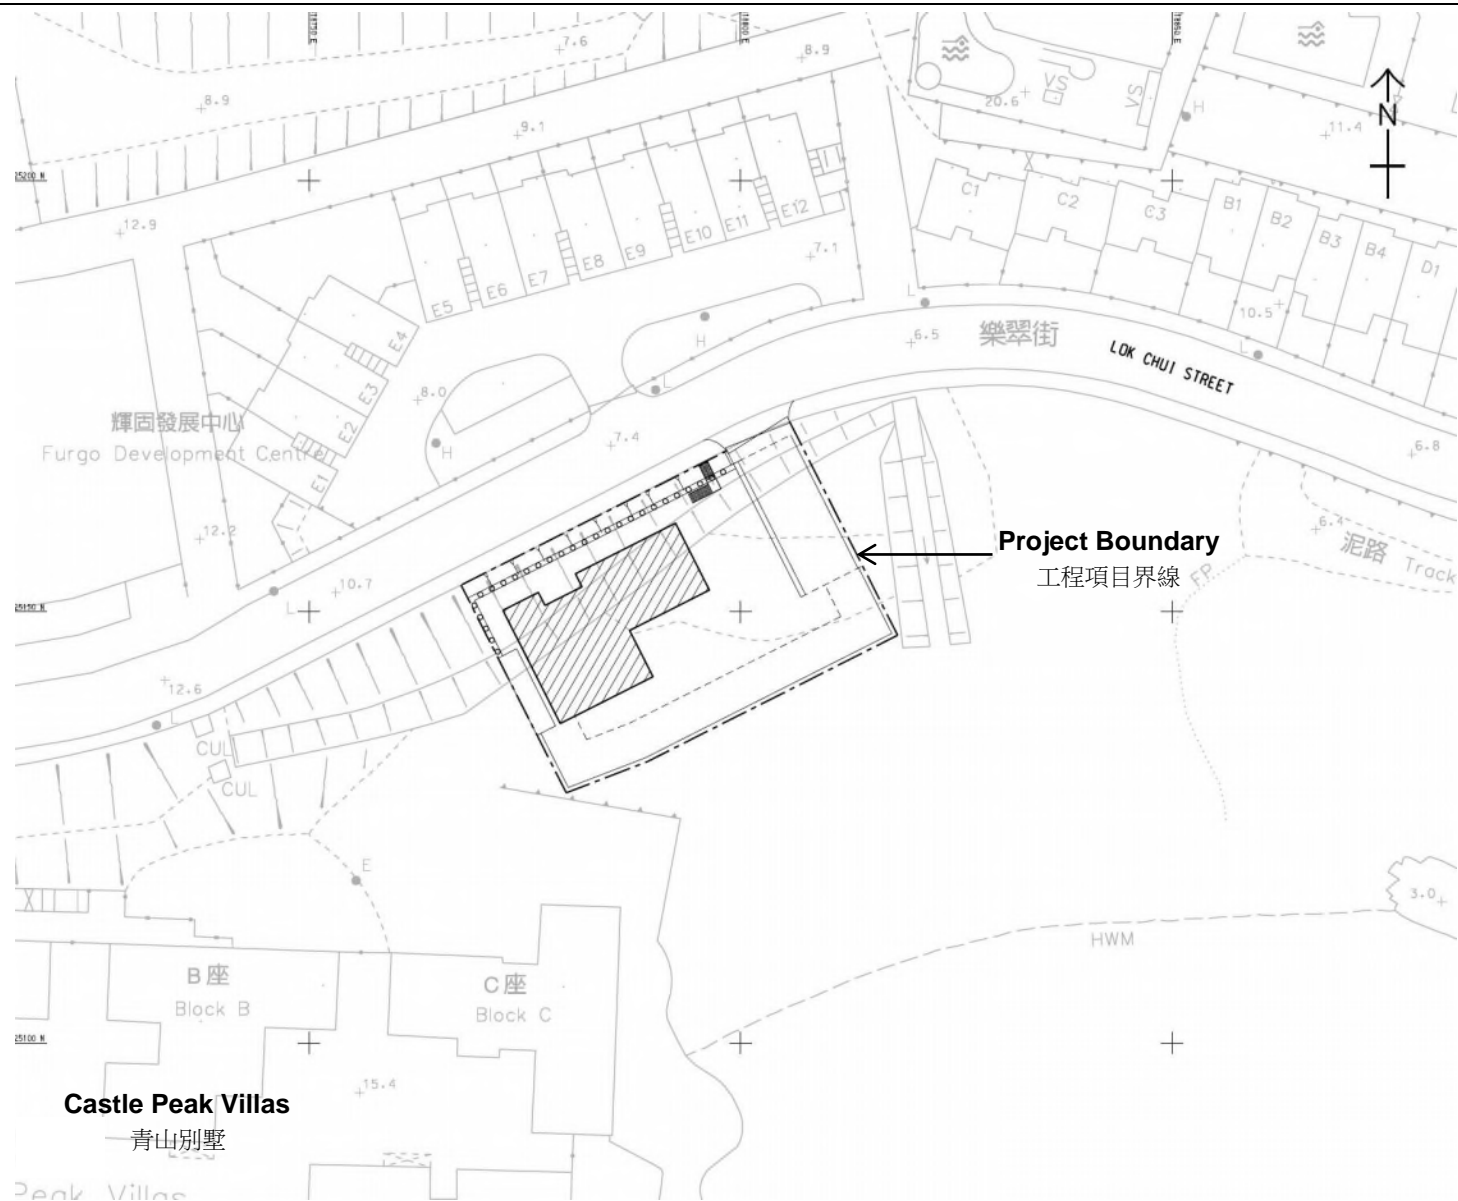 18750 E
18800 E
18850 E
7.6
8.9
8.9
VS
VS
20.6
H
11.4
N
9.1
25200 N
12.9
C1
C2
C3
B1
B2
B3
B4
D1
E12
E11
E10
E9
E8
E7
E6
E5
7.1
L
10.5
H
6.5
樂翠街
LOK CHUI STREET
L
E4
E3
E2
E1
8.0
L
輝固發展中心
Furgo Development Centre
H
7.4
6.8
12.2
Project Boundary
工程項目界線
6.4
泥路 Track
FP
10.7
25150 N
L
12.6
L
CUL
CUL
E
3.0
HWM
B座
Block B
C座
Block C
25100 N
15.4
Castle Peak Villas
青山別墅
Peak Villas